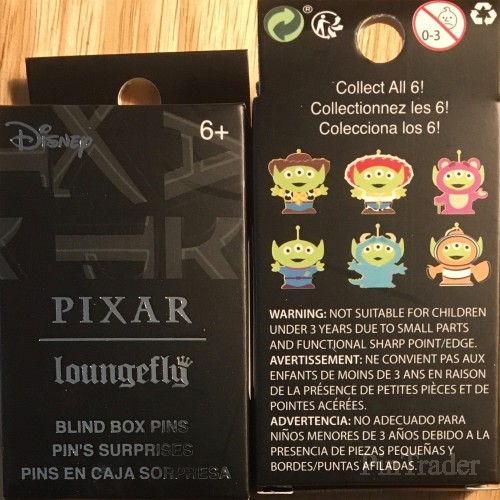 Disney
6+
PIXAR
loungefly
BLIND BOX PINS
PIN'S SURPRISES
PINS EN CAJA SORPRESA
0-3
Collect All 6!
Collectionnez les 6!
Colecciona los 6!
WARNING: NOT SUITABLE FOR CHILDREN
UNDER 3 YEARS DUE TO SMALL PARTS
AND FUNCTIONAL SHARP POINT/EDGE.
AVERTISSEMENT: NE CONVIENT PAS AUX
ENFANTS DE MOINS DE 3 ANS EN RAISON
DE LA PRÉSENCE DE PETITES PIÈCES ET DE
POINTES ACÉRÉES.
ADVERTENCIA: NO ADECUADO PARA
NIÑOS MENORES DE 3 AÑOS DEBIDO A LA
PRESENCIA DE PIEZAS PEQUEÑAS Y
BORDES/PUNTAS AFILADAS.
PinTrader